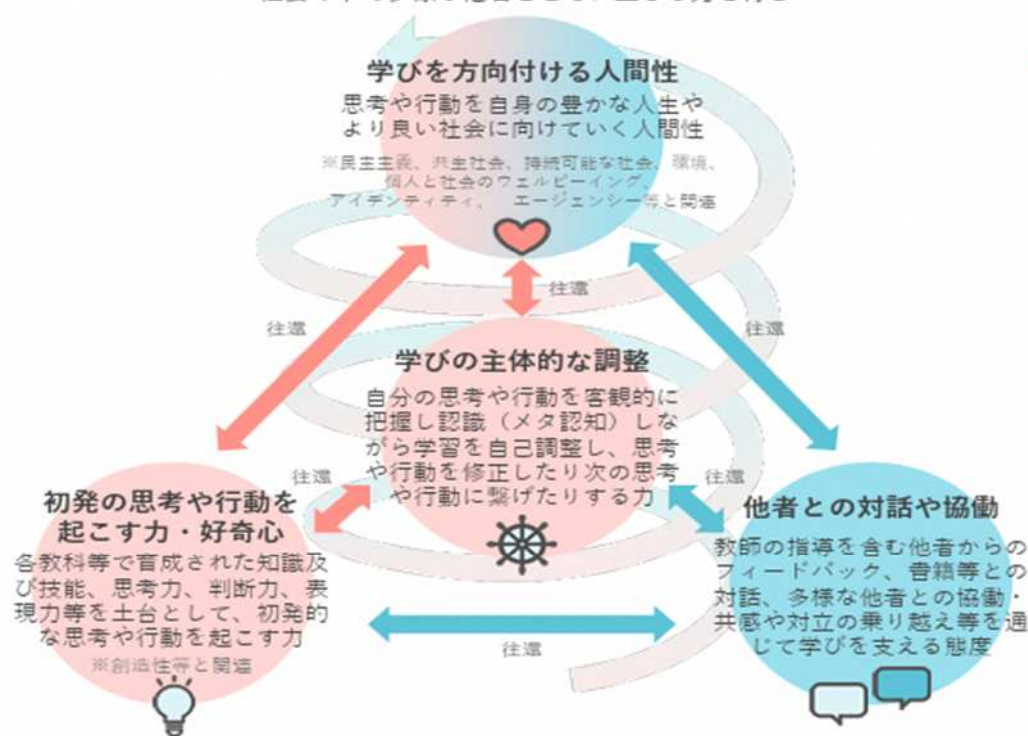 学びを方向付ける人間性
思考や行動を自身の豊かな人生や
より良い社会に向けていく人間性
※民主主義、共生社会、持続可能な社会、環境、
個人と社会のウェルビーイング、
アイデンティティ、 エージェンシー等と関連
往還
往還
往還
学びの主体的な調整
自分の思考や行動を客観的に
把握し認識(メタ認知)しな
がら学習を自己調整し、思考
や行動を修正したり次の思考
や行動に繋げたりする力
往還
往還
初発の思考や行動を
起こす力・好奇心
各教科等で育成された知識及
び技能、思考力、判断力、表
現力等を土台として、初発的
な思考や行動を起こす力
※創造性等と関連
他者との対話や協働
教師の指導を含む他者からの
フィードバック、書籍等との
対話、多様な他者との協働・
共感や対立の乗り越え等を通
じて学びを支える態度
往還